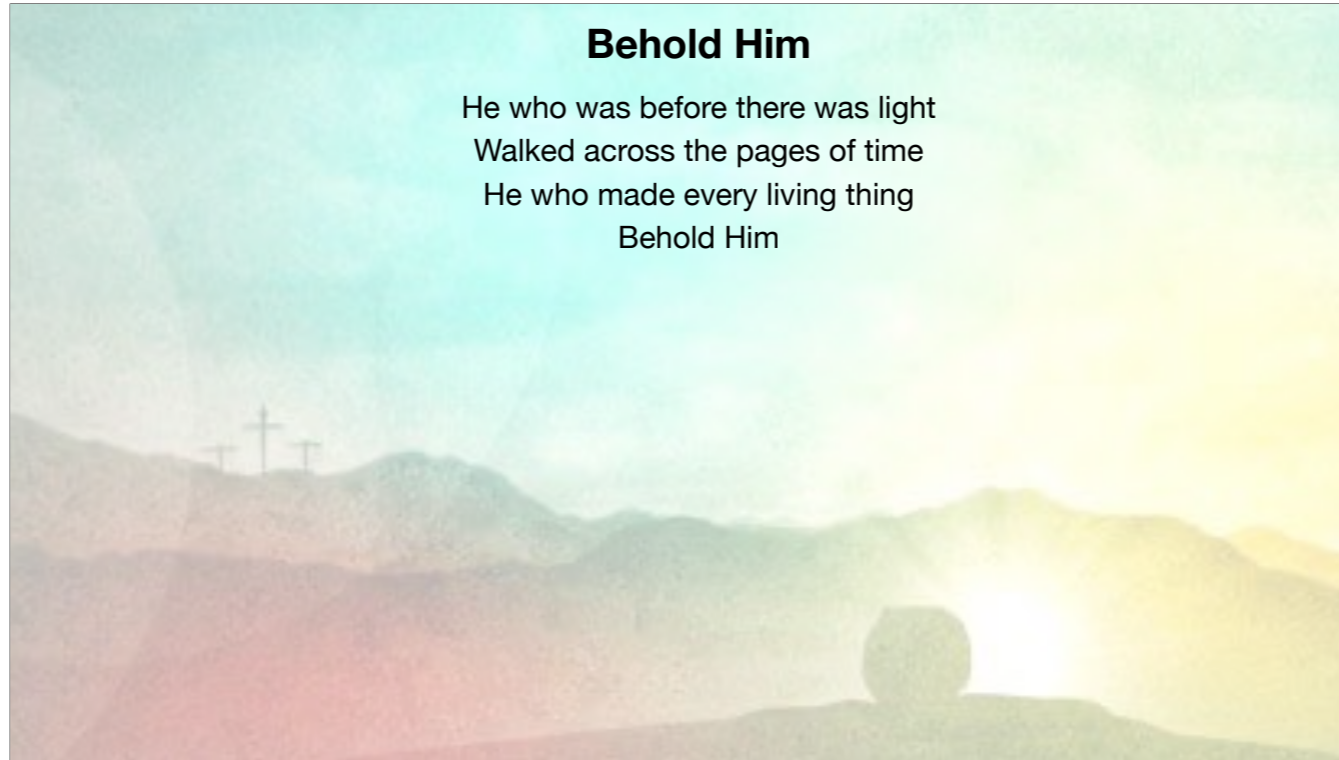 Behold Him
He who was before there was light
Walked across the pages of time
He who made every living thing
Behold Him